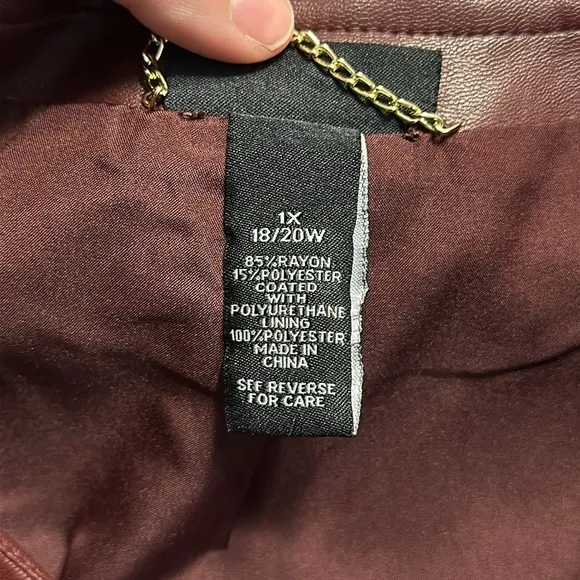 1X
18/20W
85%RAYON
15%POLYESTER
COATED
WITH
POLYURETHANE
LINING
100%POLYESTER
MADE IN
CHINA
SEE REVERSE
FOR CARE